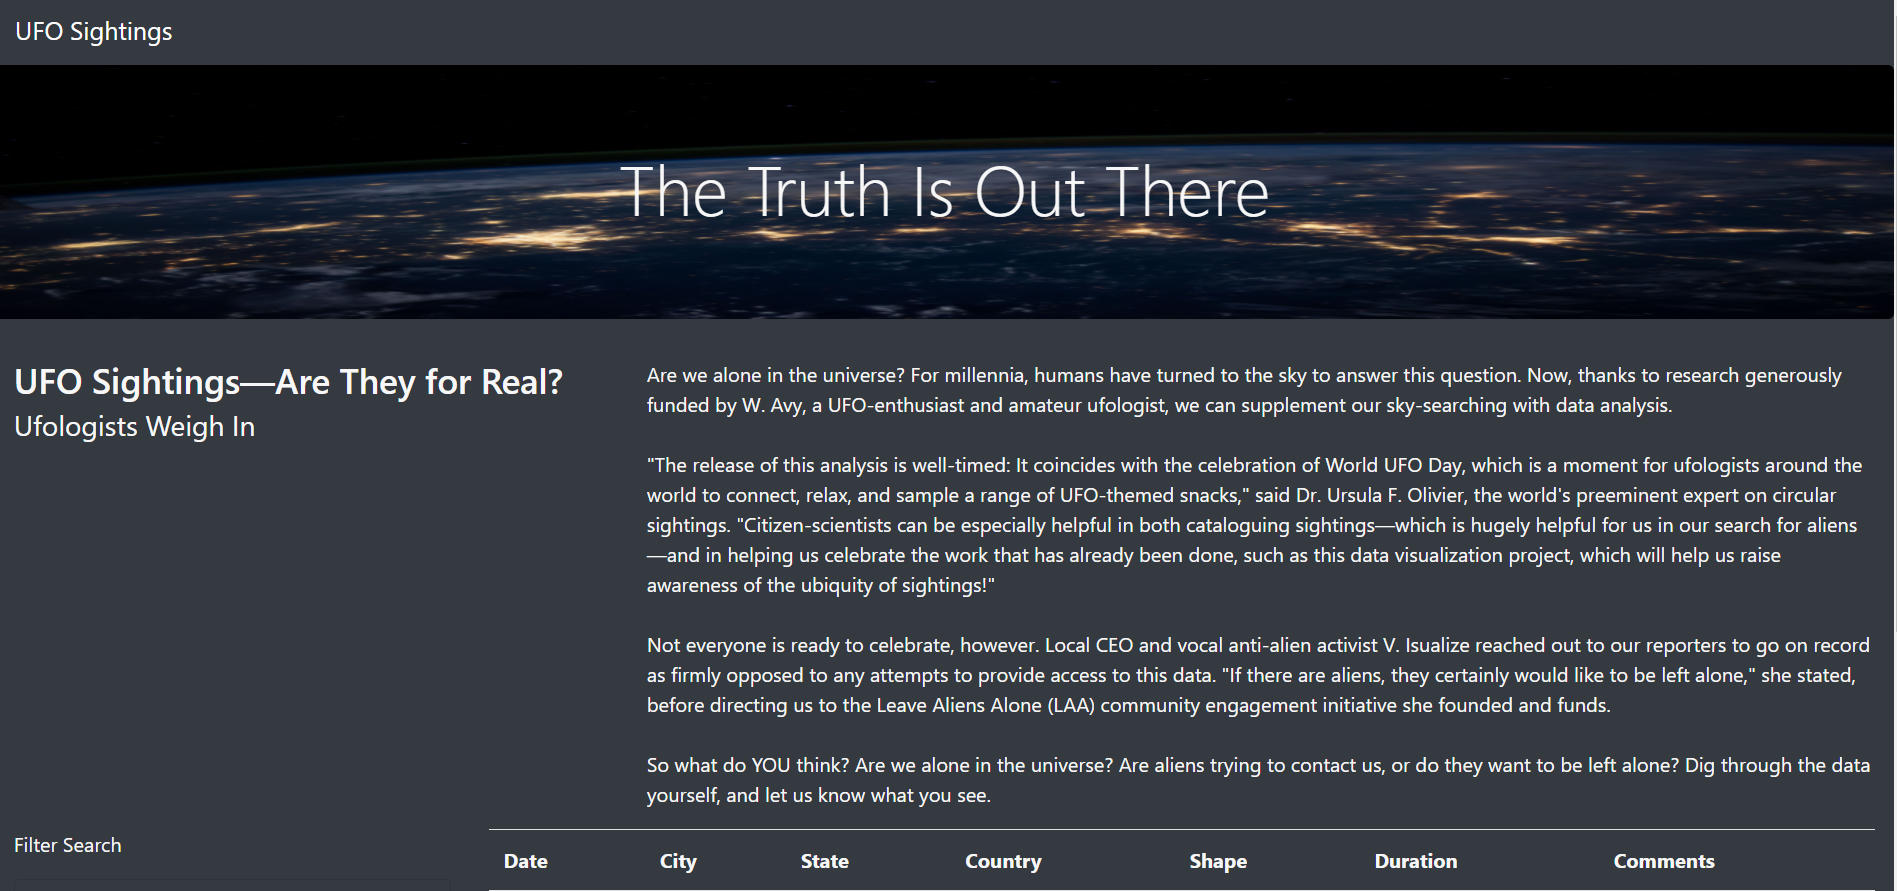 UFO Sightings
The Truth Is Out There
UFO Sightings—Are They for Real?
Ufologists Weigh In
Are we alone in the universe? For millennia, humans have turned to the sky to answer this question. Now, thanks to research generously
funded by W. Avy, a UFO-enthusiast and amateur ufologist, we can supplement our sky-searching with data analysis.
"The release of this analysis is well-timed: It coincides with the celebration of World UFO Day, which is a moment for ufologists around the
world to connect, relax, and sample a range of UFO-themed snacks," said Dr. Ursula F. Olivier, the world's preeminent expert on circular
sightings. "Citizen-scientists can be especially helpful in both cataloguing sightings—which is hugely helpful for us in our search for aliens
—and in helping us celebrate the work that has already been done, such as this data visualization project, which will help us raise
awareness of the ubiquity of sightings!"
Not everyone is ready to celebrate, however. Local CEO and vocal anti-alien activist V. Isualize reached out to our reporters to go on record
as firmly opposed to any attempts to provide access to this data. "If there are aliens, they certainly would like to be left alone," she stated,
before directing us to the Leave Aliens Alone (LAA) community engagement initiative she founded and funds.
So what do YOU think? Are we alone in the universe? Are aliens trying to contact us, or do they want to be left alone? Dig through the data
yourself, and let us know what you see.
Filter Search
Date City State Country Shape Duration Comments